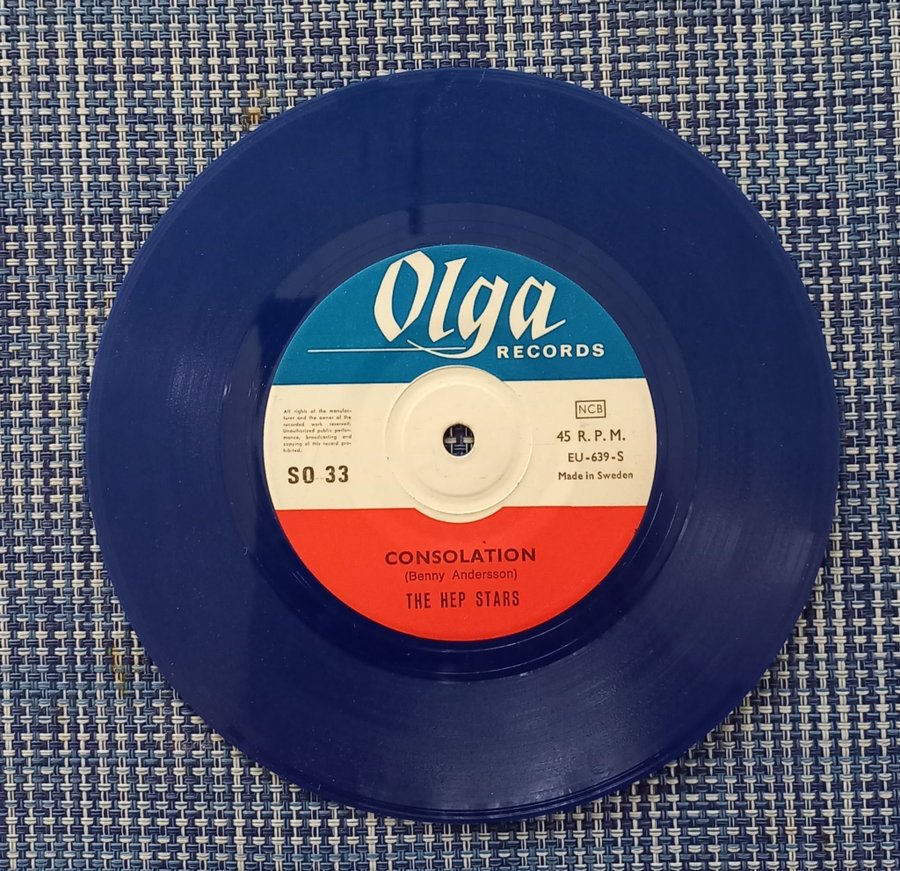 Olga
RECORDS
All rights of the manufac-
turer and the owner of the
recorded work reserved.
Unauthorized public perfor-
mance, broadcasting and
copying of this record pro-
hibited.
SO 33
NCB
45 R.P.M.
EU-639-S
Made in Sweden
CONSOLATION
(Benny Andersson)
THE HEP STARS